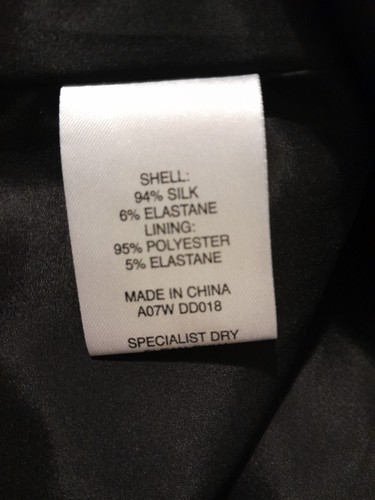 SHELL:
94% SILK
6% ELASTANE
LINING:
95% POLYESTER
5% ELASTANE
MADE IN CHINA
A07W DD018
SPECIALIST DRY